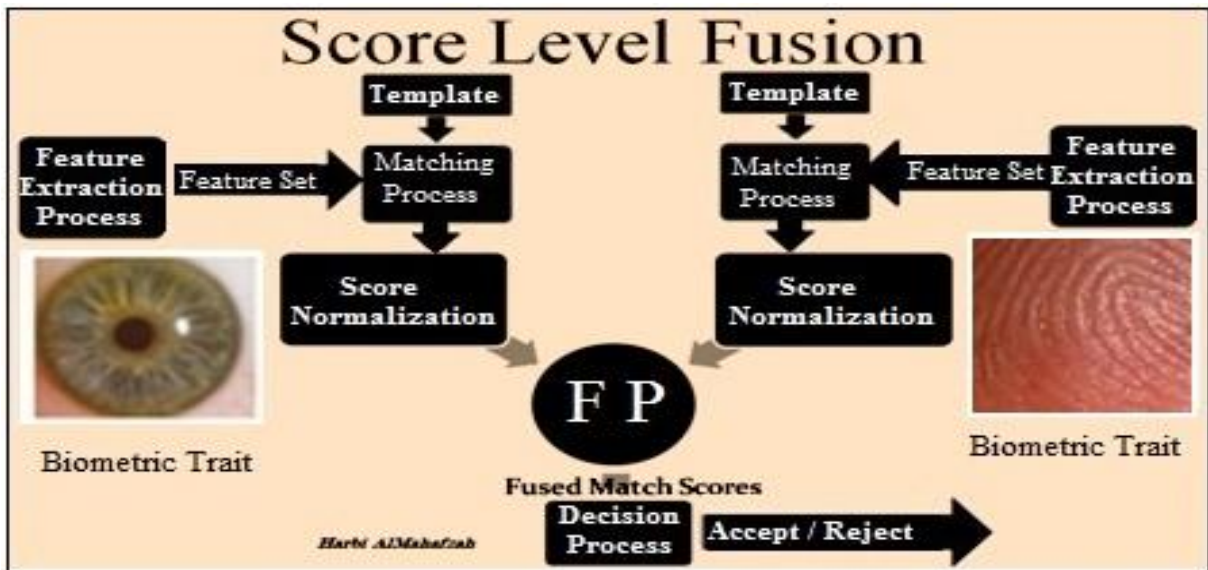 Score Level Fusion
Template
Template
Feature
Extraction
Process
Feature Set
Matching
Process
Matching
Process
Feature Set
Feature
Extraction
Process
Score
Normalization
Score
Normalization
Biometric Trait
F P
Biometric Trait
Fused Match Scores
Decision
Process
Accept / Reject
Harbi AlMahafzah